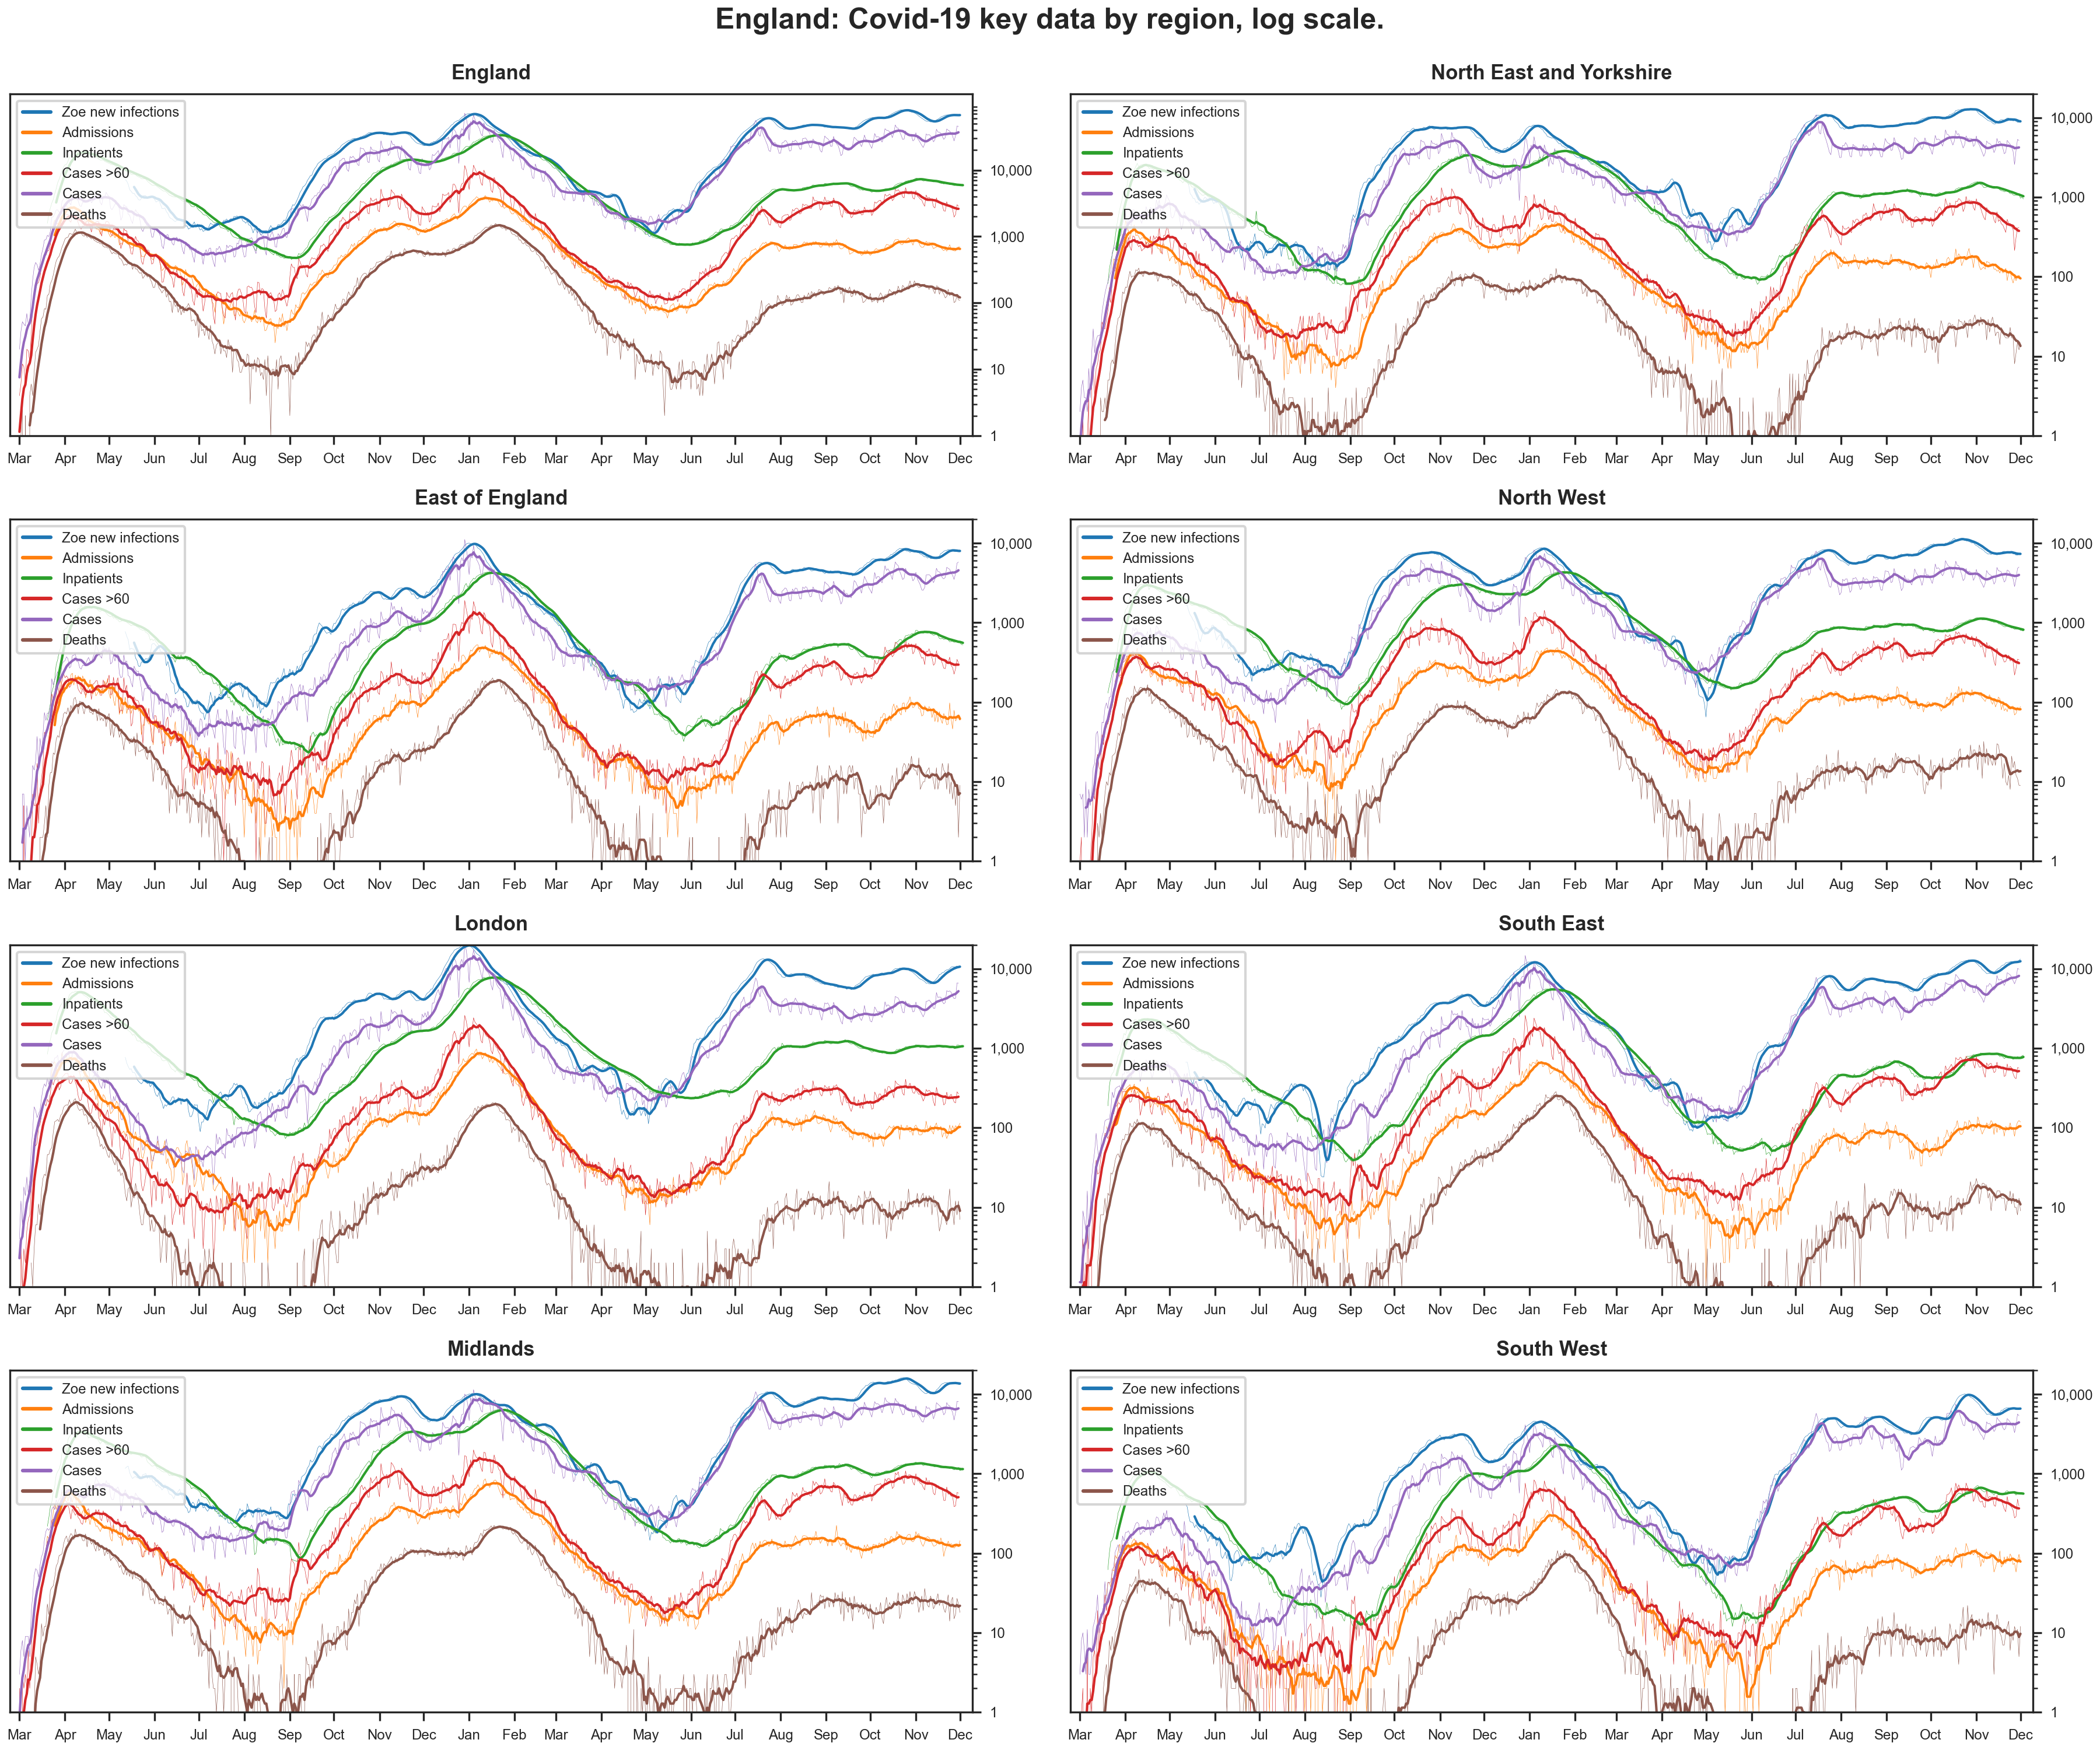 England: Covid-19 key data by region, log scale.
England
Zoe new infections
Admissions
Inpatients
Cases >60
Cases
Deaths
10,000
1,000
100
10
1
Mar Apr May Jun Jul Aug Sep Oct Nov Dec Jan Feb Mar Apr May Jun Jul Aug Sep Oct Nov Dec
North East and Yorkshire
Zoe new infections
Admissions
Inpatients
Cases >60
Cases
Deaths
10,000
1,000
100
10
1
Mar Apr May Jun Jul Aug Sep Oct Nov Dec Jan Feb Mar Apr May Jun Jul Aug Sep Oct Nov Dec
East of England
Zoe new infections
Admissions
Inpatients
Cases >60
Cases
Deaths
10,000
1,000
100
10
1
Mar Apr May Jun Jul Aug Sep Oct Nov Dec Jan Feb Mar Apr May Jun Jul Aug Sep Oct Nov Dec
North West
Zoe new infections
Admissions
Inpatients
Cases >60
Cases
Deaths
10,000
1,000
100
10
1
Mar Apr May Jun Jul Aug Sep Oct Nov Dec Jan Feb Mar Apr May Jun Jul Aug Sep Oct Nov Dec
London
Zoe new infections
Admissions
Inpatients
Cases >60
Cases
Deaths
10,000
1,000
100
10
1
Mar Apr May Jun Jul Aug Sep Oct Nov Dec Jan Feb Mar Apr May Jun Jul Aug Sep Oct Nov Dec
South East
Zoe new infections
Admissions
Inpatients
Cases >60
Cases
Deaths
10,000
1,000
100
10
1
Mar Apr May Jun Jul Aug Sep Oct Nov Dec Jan Feb Mar Apr May Jun Jul Aug Sep Oct Nov Dec
Midlands
Zoe new infections
Admissions
Inpatients
Cases >60
Cases
Deaths
10,000
1,000
100
10
1
Mar Apr May Jun Jul Aug Sep Oct Nov Dec Jan Feb Mar Apr May Jun Jul Aug Sep Oct Nov Dec
South West
Zoe new infections
Admissions
Inpatients
Cases >60
Cases
Deaths
10,000
1,000
100
10
1
Mar Apr May Jun Jul Aug Sep Oct Nov Dec Jan Feb Mar Apr May Jun Jul Aug Sep Oct Nov Dec